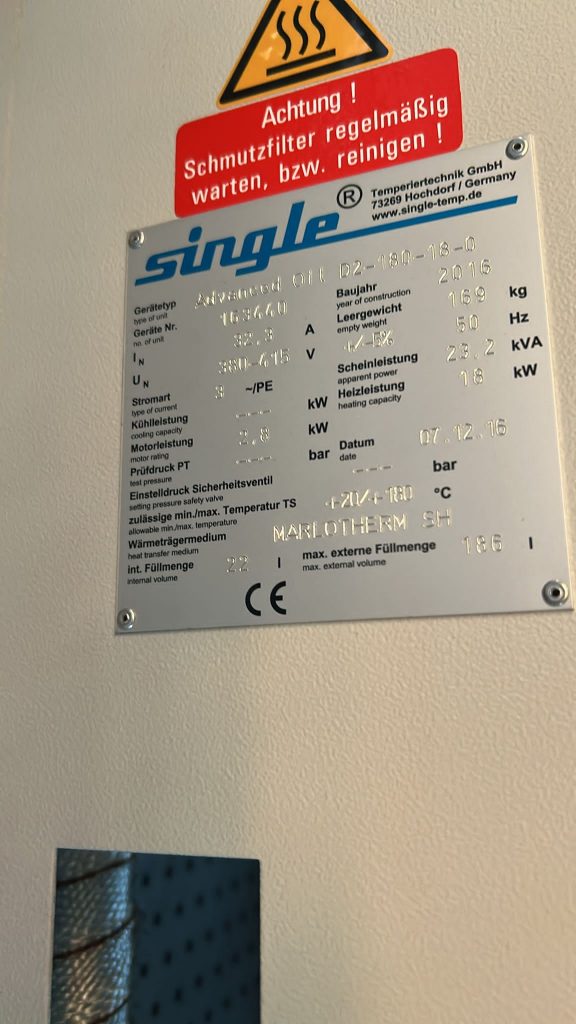 Achtung !
Schmutzfilter regelmäßig
warten, bzw. reinigen !
single ®
Temperiertechnik GmbH
73269 Hochdorf / Germany
www.single-temp.de
Gerätetyp Advanced Oil 02-180-18-0
type of unit
Geräte Nr. 163440 Baujahr 2016
no. of unit year of construction
I N 32.3 A Leergewicht 169 kg
empty weight
U N 380-415 V +/-5% 50 Hz
Stromart 3 ~/PE Scheinleistung 23.2 kVA
type of current apparent power
Kühlleistung --- kW Heizleistung 18 kW
cooling capacity heating capacity
Motorleistung 2.8 kW
motor rating
Prüfdruck PT --- bar Datum 07.12.16
test pressure date
Einstelldruck Sicherheitsventil --- bar
setting pressure safety valve
zulässige min./max. Temperatur TS +20/+180 °C
allowable min./max. temperature
Wärmeträgermedium MARLOTHERM SH
heat transfer medium
int. Füllmenge 22 l max. externe Füllmenge 186 l
internal volume max. external volume
CE